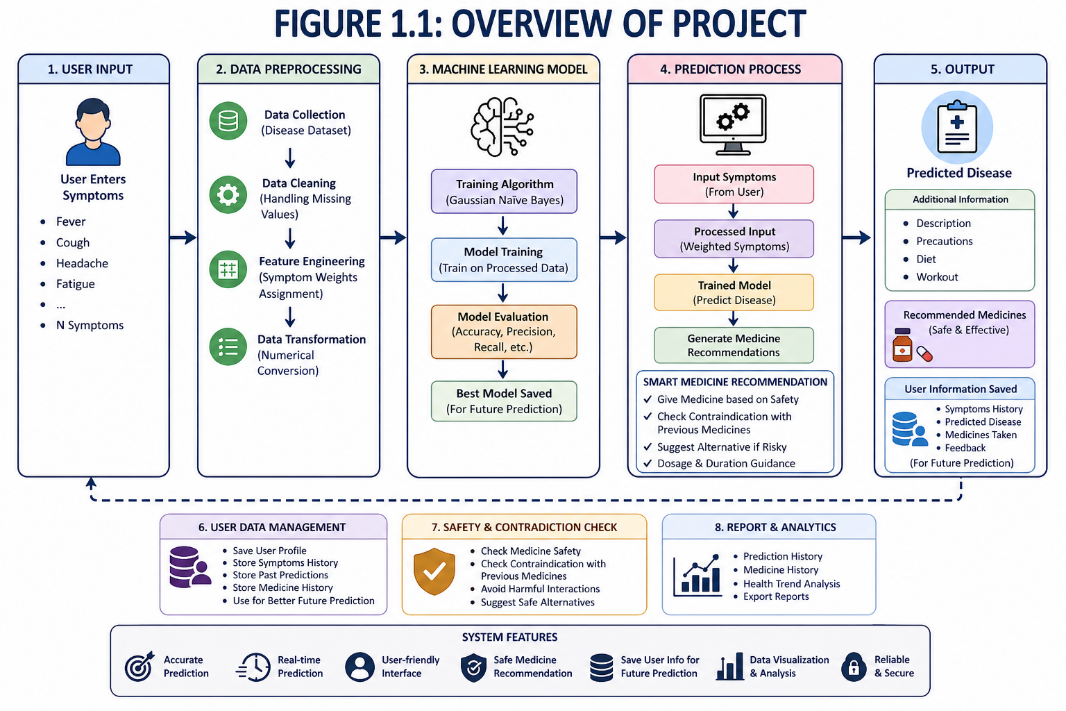 FIGURE 1.1: OVERVIEW OF PROJECT
1. USER INPUT
User Enters
Symptoms
• Fever
• Cough
• Headache
• Fatigue
• ...
• N Symptoms
2. DATA PREPROCESSING
Data Collection
(Disease Dataset)
Data Cleaning
(Handling Missing
Values)
Feature Engineering
(Symptom Weights
Assignment)
Data Transformation
(Numerical
Conversion)
3. MACHINE LEARNING MODEL
Training Algorithm
(Gaussian Naïve Bayes)
Model Training
(Train on Processed Data)
Model Evaluation
(Accuracy, Precision,
Recall, etc.)
Best Model Saved
(For Future Prediction)
4. PREDICTION PROCESS
Input Symptoms
(From User)
Processed Input
(Weighted Symptoms)
Trained Model
(Predict Disease)
Generate Medicine
Recommendations
SMART MEDICINE RECOMMENDATION
✓ Give Medicine based on Safety
✓ Check Contraindication with
Previous Medicines
✓ Suggest Alternative if Risky
✓ Dosage & Duration Guidance
5. OUTPUT
Predicted Disease
Additional Information
• Description
• Precautions
• Diet
• Workout
Recommended Medicines
(Safe & Effective)
User Information Saved
• Symptoms History
• Predicted Disease
• Medicines Taken
• Feedback
(For Future Prediction)
6. USER DATA MANAGEMENT
• Save User Profile
• Store Symptoms History
• Store Past Predictions
• Store Medicine History
• Use for Better Future Prediction
7. SAFETY & CONTRADICTION CHECK
• Check Medicine Safety
• Check Contraindication with
Previous Medicines
• Avoid Harmful Interactions
• Suggest Safe Alternatives
8. REPORT & ANALYTICS
• Prediction History
• Medicine History
• Health Trend Analysis
• Export Reports
SYSTEM FEATURES
Accurate
Prediction
Real-time
Prediction
User-friendly
Interface
Safe Medicine
Recommendation
Save User Info for
Future Prediction
Data Visualization
& Analysis
Reliable
& Secure